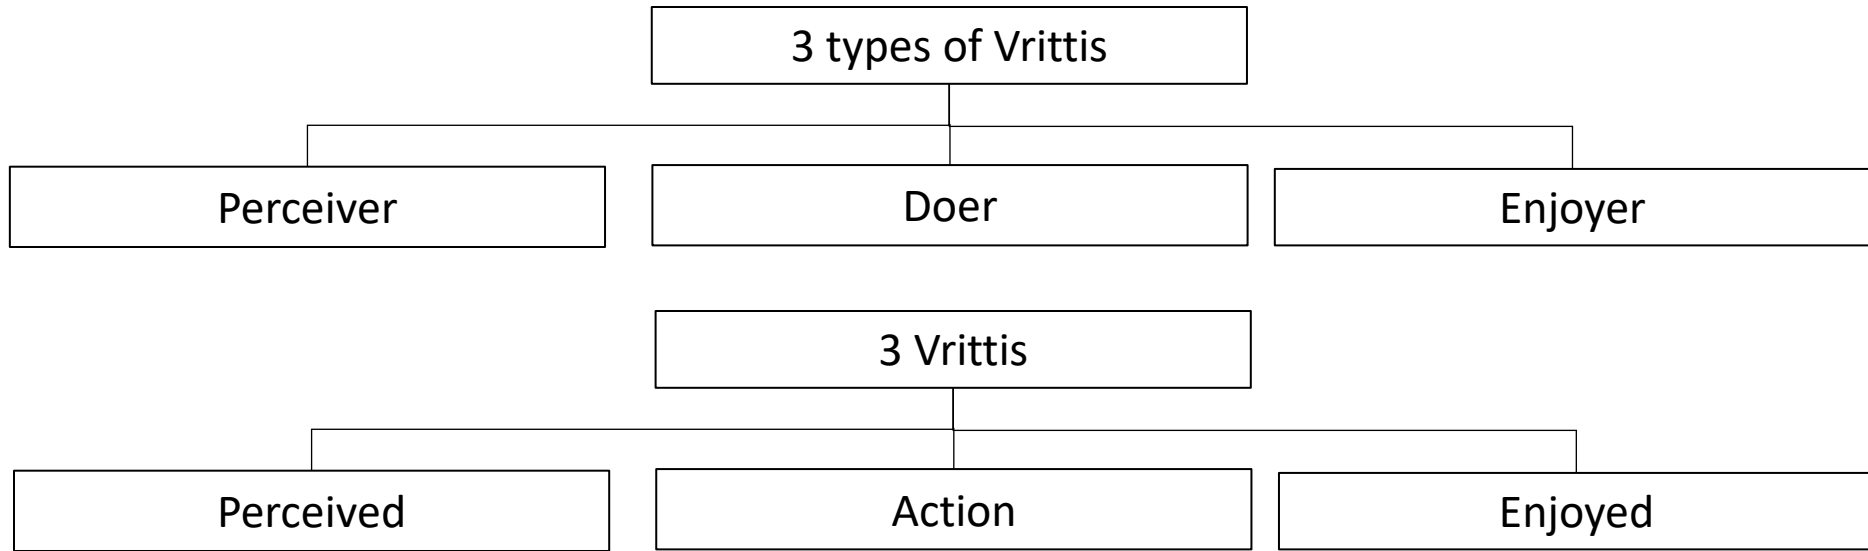 3 types of Vrittis
Perceiver
Doer
Enjoyer
3 Vrittis
Perceived
Action
Enjoyed